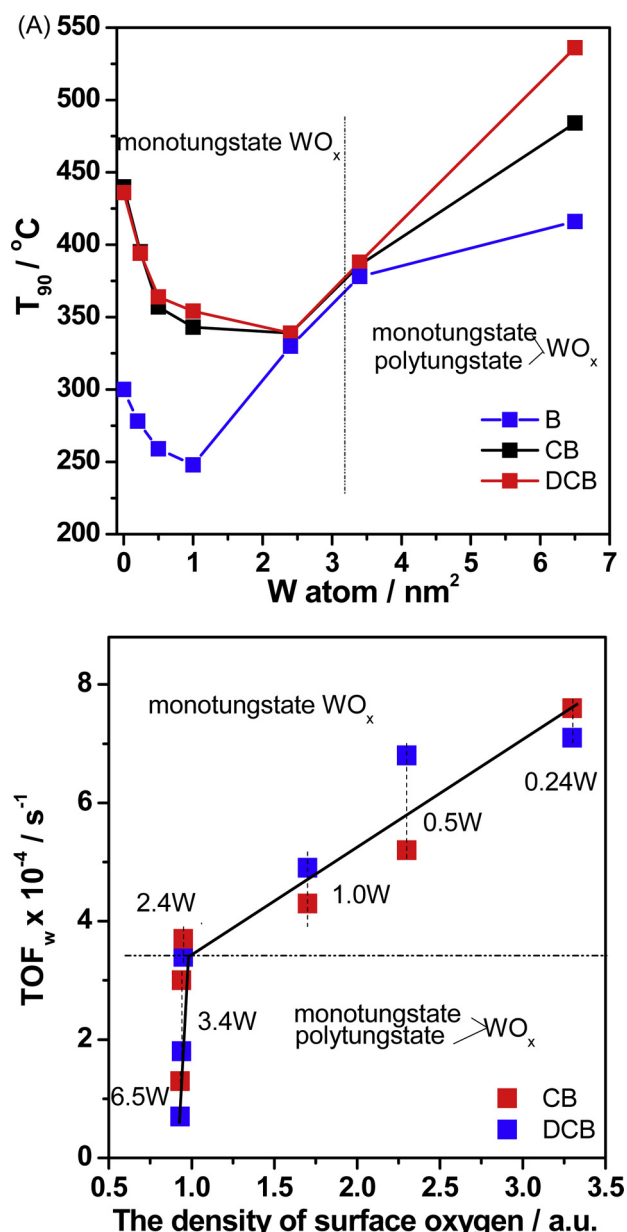 (A)
550
500
450
400
350
300
250
200
T90 / °C
monotungstate WOx
monotungstate
polytungstate
WOx
B
CB
DCB
0 1 2 3 4 5 6 7
W atom / nm²
8
6
4
2
0
TOFw x 10⁻⁴ / s⁻¹
monotungstate WOx
0.24W
0.5W
1.0W
2.4W
3.4W
6.5W
monotungstate
polytungstate
WOx
CB
DCB
0.5 1.0 1.5 2.0 2.5 3.0 3.5
The density of surface oxygen / a.u.